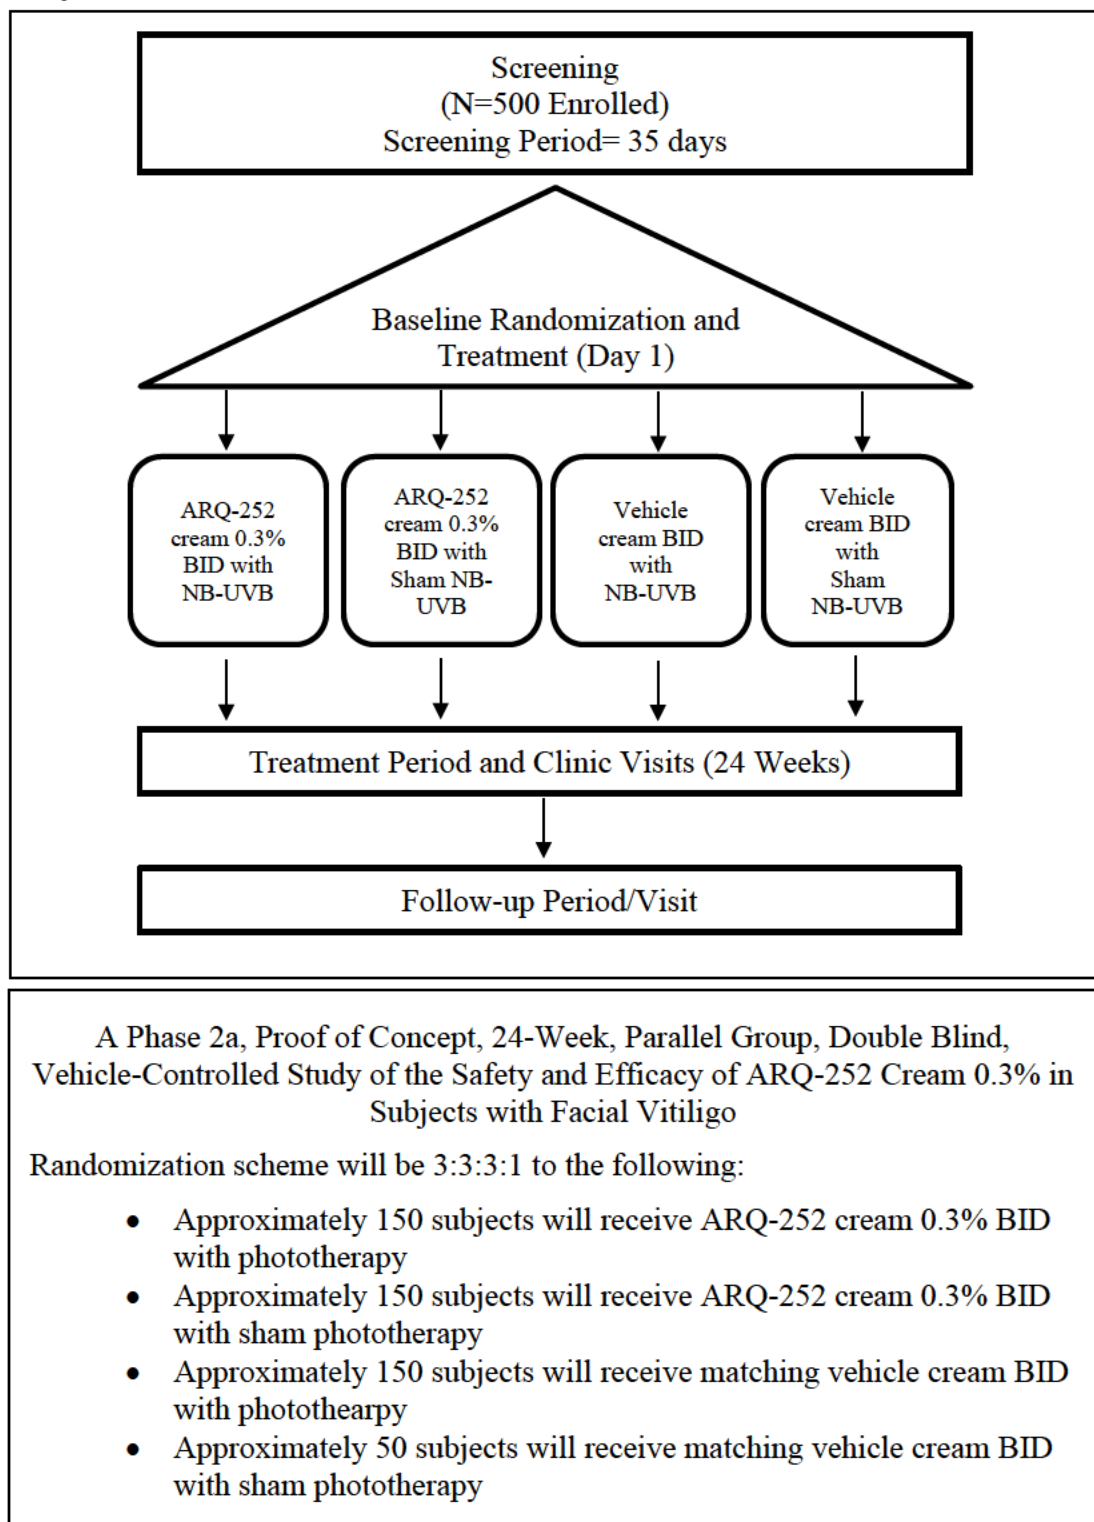 Screening
(N=500 Enrolled)
Screening Period= 35 days
Baseline Randomization and
Treatment (Day 1)
ARQ-252
cream 0.3%
BID with
NB-UVB
ARQ-252
cream 0.3%
BID with
Sham NB-
UVB
Vehicle
cream BID
with
NB-UVB
Vehicle
cream BID
with
Sham
NB-UVB
Treatment Period and Clinic Visits (24 Weeks)
Follow-up Period/Visit
A Phase 2a, Proof of Concept, 24-Week, Parallel Group, Double Blind,
Vehicle-Controlled Study of the Safety and Efficacy of ARQ-252 Cream 0.3% in
Subjects with Facial Vitiligo
Randomization scheme will be 3:3:3:1 to the following:
• Approximately 150 subjects will receive ARQ-252 cream 0.3% BID
with phototherapy
• Approximately 150 subjects will receive ARQ-252 cream 0.3% BID
with sham phototherapy
• Approximately 150 subjects will receive matching vehicle cream BID
with photothearpy
• Approximately 50 subjects will receive matching vehicle cream BID
with sham phototherapy